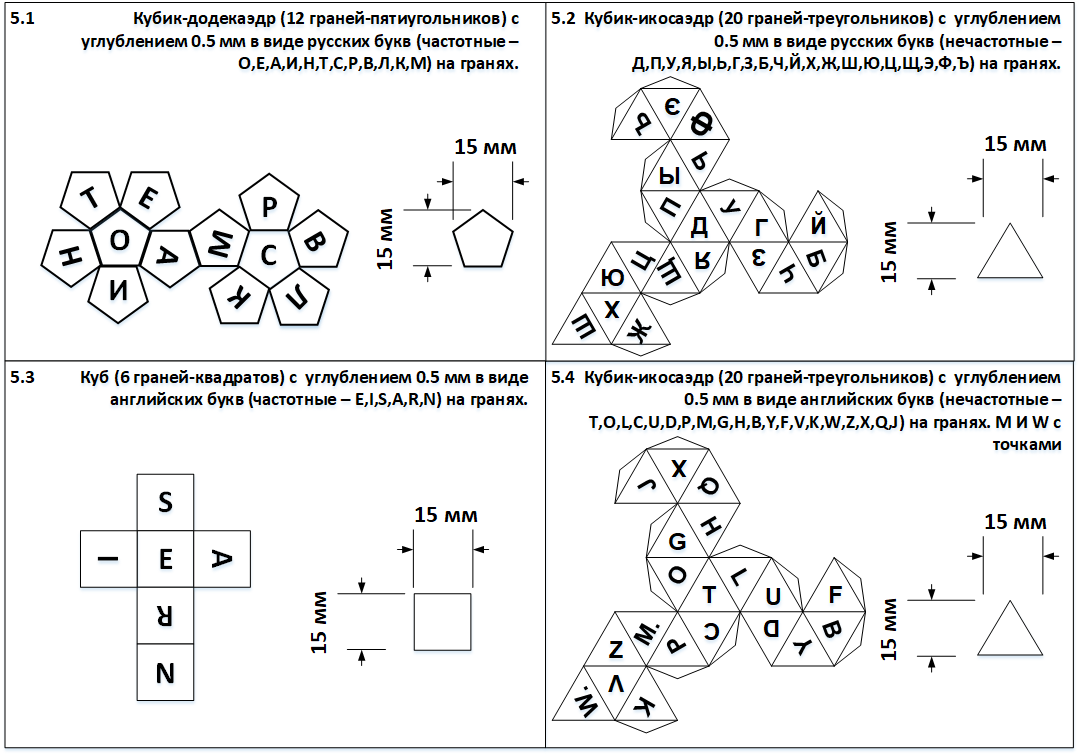 5.1 Кубик-додекаэдр (12 граней-пятиугольников) с
углублением 0.5 мм в виде русских букв (частотные –
О,Е,А,И,Н,Т,С,Р,В,Л,К,М) на гранях.
Т Е
Р
Н О А М С В
И К Л
15 мм
15 мм
5.2 Кубик-икосаэдр (20 граней-треугольников) с углублением
0.5 мм в виде русских букв (нечастотные –
Д,П,У,Я,Ы,Ь,Г,З,Б,Ч,Й,Х,Ж,Ш,Ю,Ц,Щ,Э,Ф,Ъ) на гранях.
Ъ Э Ф
Ы Ь
П Д У Г Й
Ю Ц Щ Я З Ч Б
Ш Х Ж
15 мм
15 мм
5.3 Куб (6 граней-квадратов) с углублением 0.5 мм в виде
английских букв (частотные – E,I,S,A,R,N) на гранях.
S
I E A
R
N
15 мм
15 мм
5.4 Кубик-икосаэдр (20 граней-треугольников) с углублением
0.5 мм в виде английских букв (нечастотные –
T,O,L,C,U,D,P,M,G,H,B,Y,F,V,K,W,Z,X,Q,J) на гранях. M И W с
точками
J X Q
G H
O T L U F
Z M. P C D Y B
W. V K
15 мм
15 мм